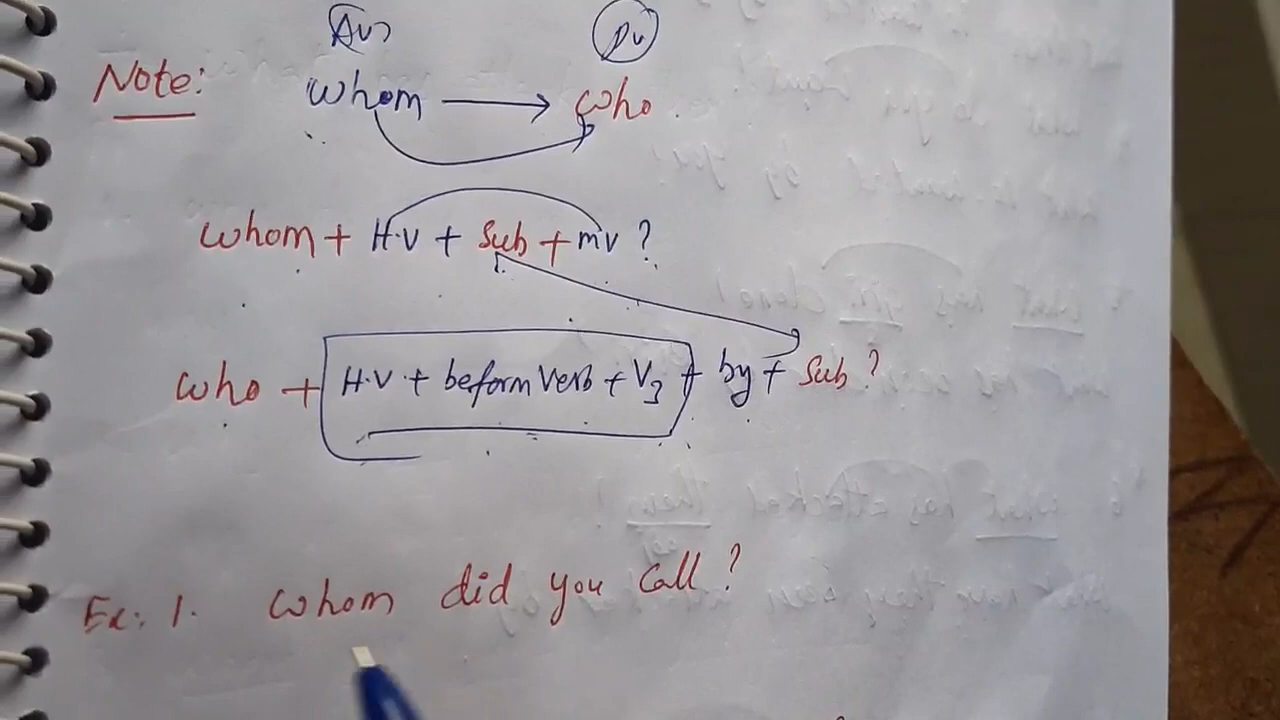 AV PV
Note: whom → who.
whom + H.V + Sub + mv ?
who + H.V + beform Verb + V3 + by + Sub ?
Ex: 1. whom did you call ?